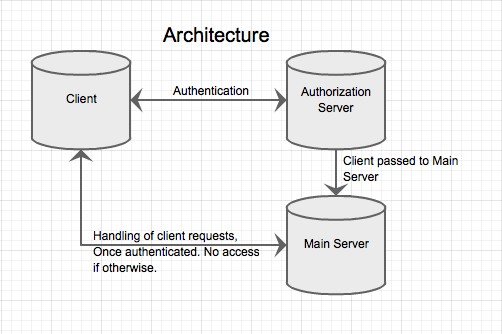 Architecture
Client
Authentication
Authorization
Server
Client passed to Main
Server
Handling of client requests,
Once authenticated. No access
if otherwise.
Main Server